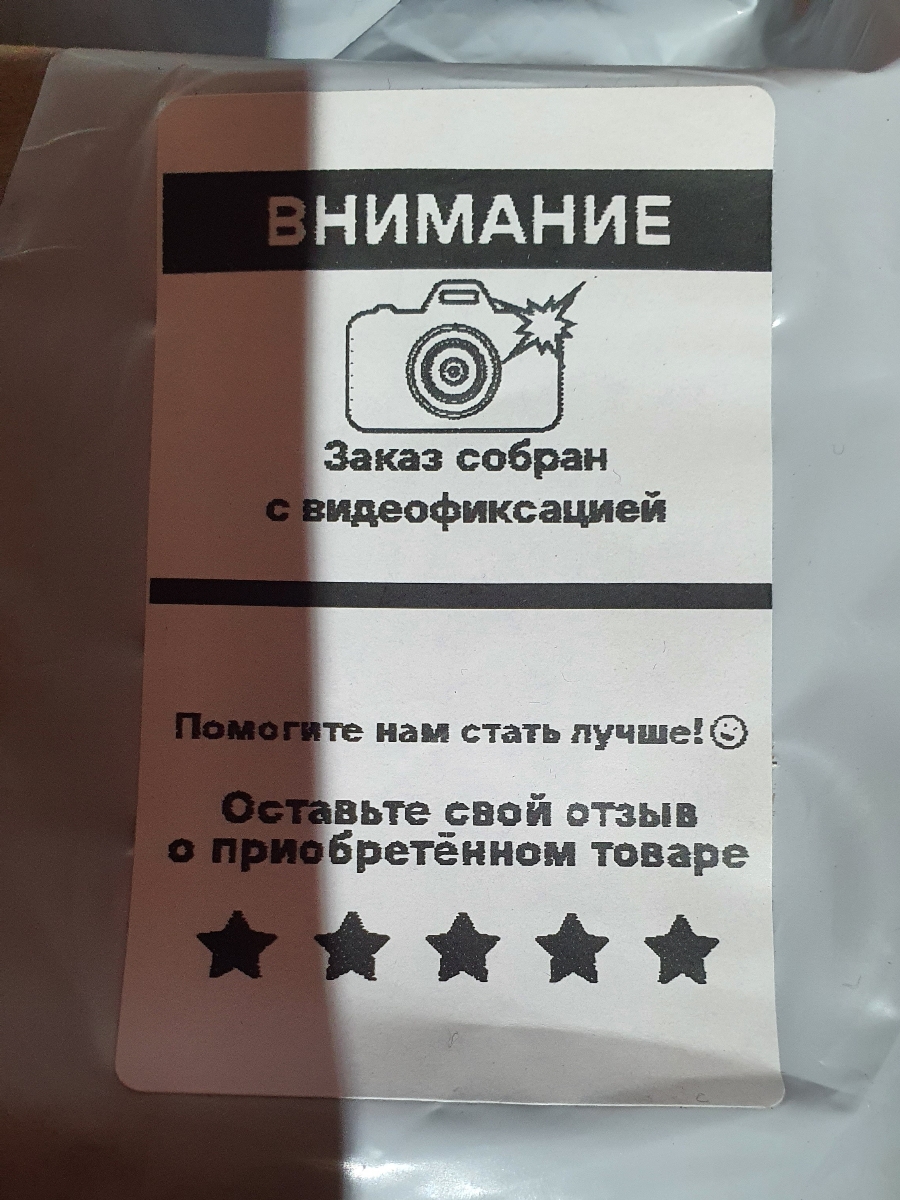 ВНИМАНИЕ
Заказ собран
с видеофиксацией
Помогите нам стать лучше!
Оставьте свой отзыв
о приобретённом товаре